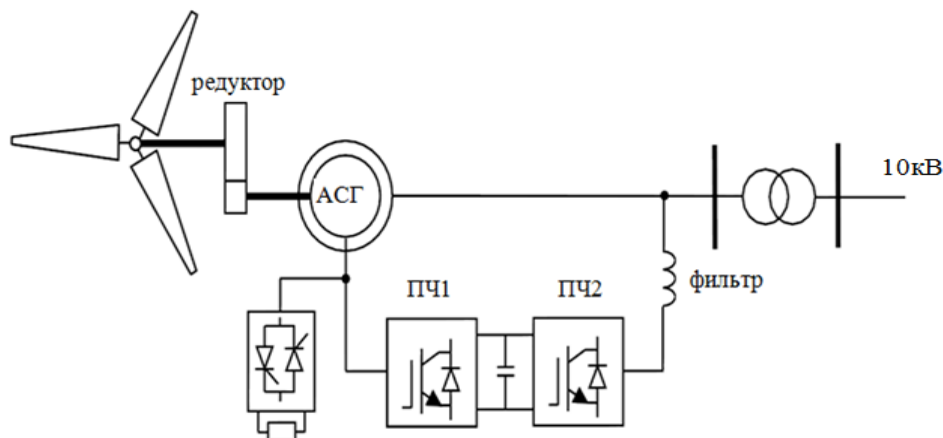 редуктор
АСГ
10кВ
ПЧ1
ПЧ2
фильтр